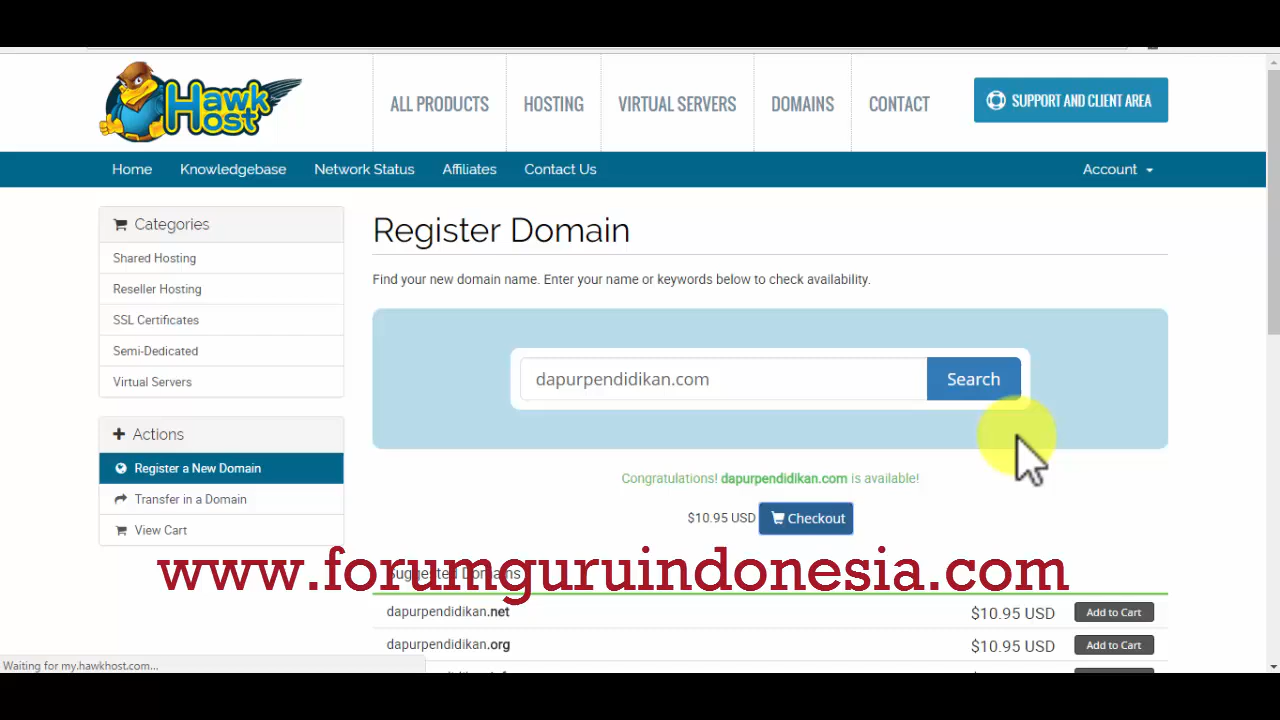 Hawk Host
ALL PRODUCTS
HOSTING
VIRTUAL SERVERS
DOMAINS
CONTACT
SUPPORT AND CLIENT AREA
Home
Knowledgebase
Network Status
Affiliates
Contact Us
Account
Categories
Shared Hosting
Reseller Hosting
SSL Certificates
Semi-Dedicated
Virtual Servers
Actions
Register a New Domain
Transfer in a Domain
View Cart
Register Domain
Find your new domain name. Enter your name or keywords below to check availability.
dapurpendidikan.com
Search
Congratulations! dapurpendidikan.com is available!
$10.95 USD
Checkout
www.forumguruindonesia.com
Suggested Domains
dapurpendidikan.net
$10.95 USD
Add to Cart
dapurpendidikan.org
$10.95 USD
Add to Cart
Waiting for my.hawkhost.com...